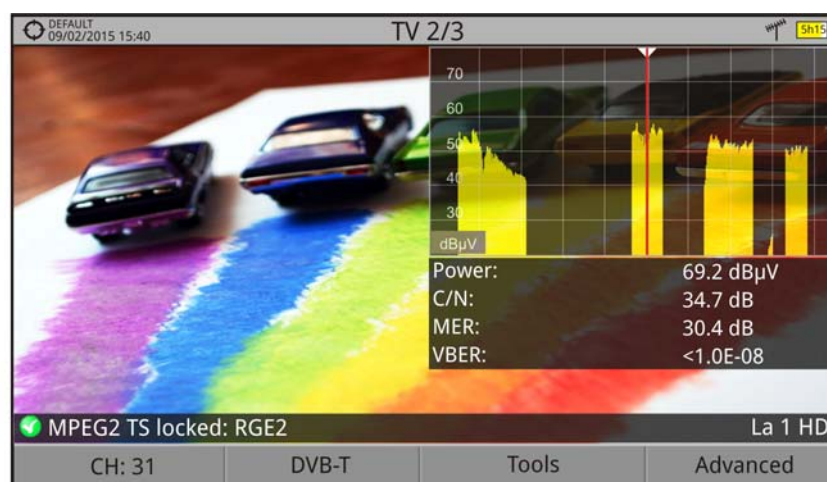 DEFAULT
09/02/2015 15:40
TV 2/3
5h15
70
60
50
40
30
dBµV
Power: 69.2 dBµV
C/N: 34.7 dB
MER: 30.4 dB
VBER: <1.0E-08
MPEG2 TS locked: RGE2
La 1 HD
CH: 31
DVB-T
Tools
Advanced